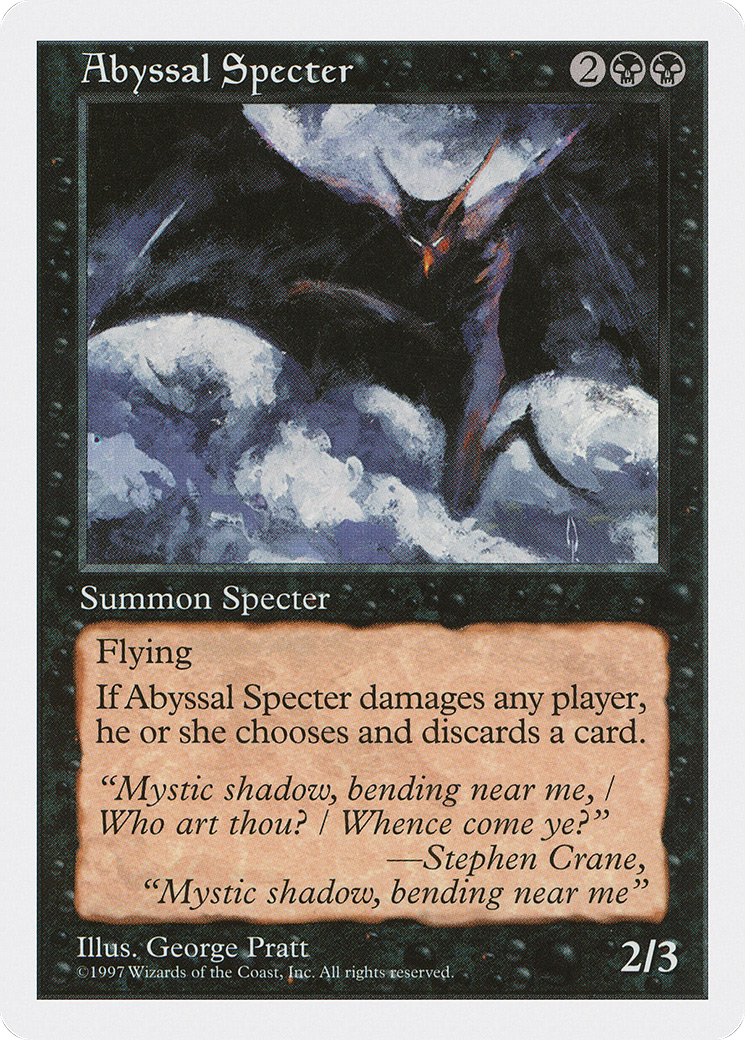 Abyssal Specter
2
Summon Specter
Flying
If Abyssal Specter damages any player,
he or she chooses and discards a card.
“Mystic shadow, bending near me, /
Who art thou? / Whence come ye?”
—Stephen Crane,
“Mystic shadow, bending near me”
Illus. George Pratt
©1997 Wizards of the Coast, Inc. All rights reserved.
2/3